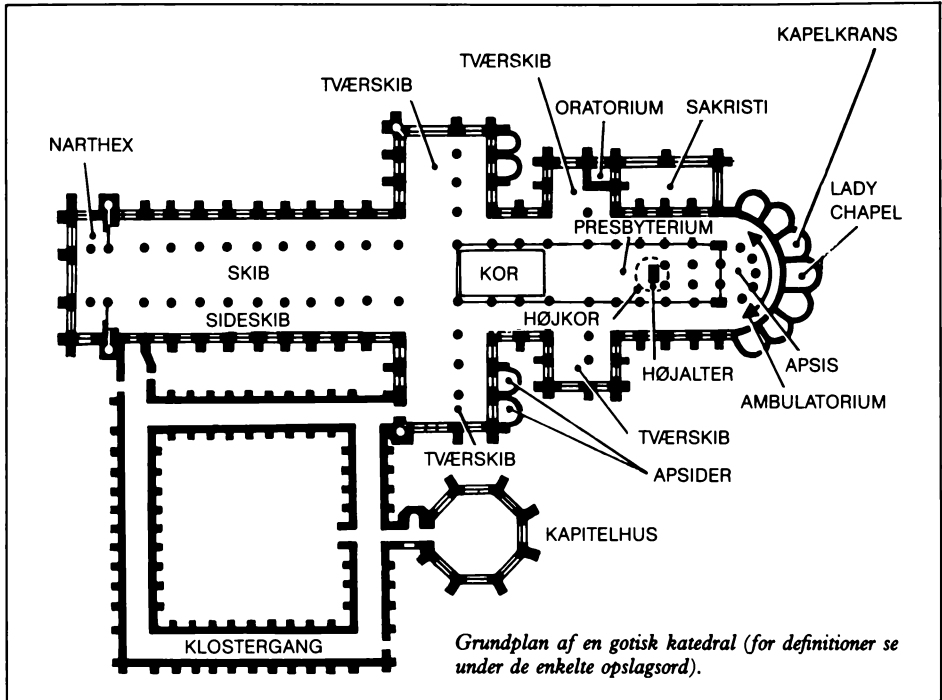 KAPELKRANS
TVÆRSKIB
TVÆRSKIB
ORATORIUM
SAKRISTI
NARTHEX
LADY
CHAPEL
PRESBYTERIUM
SKIB
KOR
SIDESKIB
HØJKOR
APSIS
HØJALTER
AMBULATORIUM
TVÆRSKIB
TVÆRSKIB
APSIDER
KAPITELHUS
KLOSTERGANG
Grundplan af en gotisk katedral (for definitioner se
under de enkelte opslagsord).